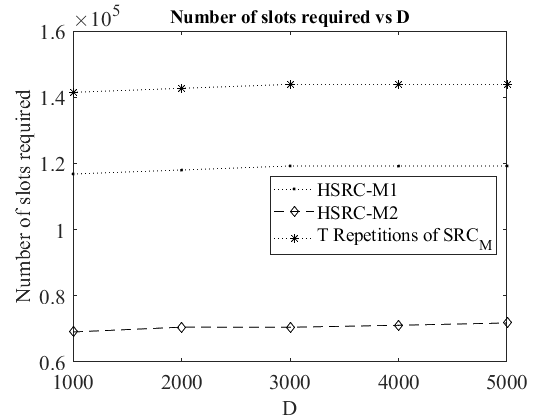 Number of slots required vs D
×10^5
1.6
1.4
1.2
1
0.8
0.6
Number of slots required
HSRC-M1
HSRC-M2
T Repetitions of SRC_M
1000 2000 3000 4000 5000
D